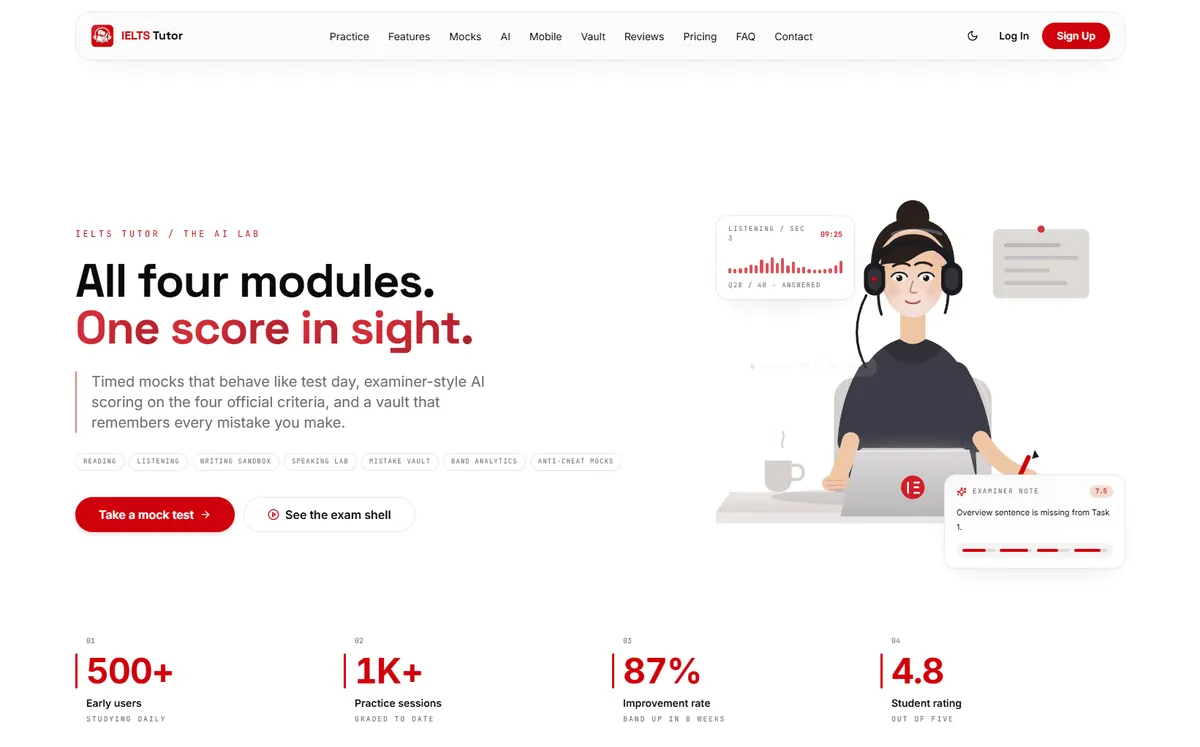 IELTS Tutor
Practice Features Mocks AI Mobile Vault Reviews Pricing FAQ Contact
Log In
Sign Up
IELTS TUTOR / THE AI LAB
All four modules.
One score in sight.
Timed mocks that behave like test day, examiner-style AI
scoring on the four official criteria, and a vault that
remembers every mistake you make.
READING LISTENING WRITING SANDBOX SPEAKING LAB MISTAKE VAULT BAND ANALYTICS ANTI-CHEAT MOCKS
Take a mock test →
See the exam shell
LISTENING / SEC
3
09:25
Q28 / 40 - ANSWERED
EXAMINER NOTE
7.5
Overview sentence is missing from Task
1.
01
500+
Early users
STUDYING DAILY
02
1K+
Practice sessions
GRADED TO DATE
03
87%
Improvement rate
BAND UP IN 8 WEEKS
04
4.8
Student rating
OUT OF FIVE